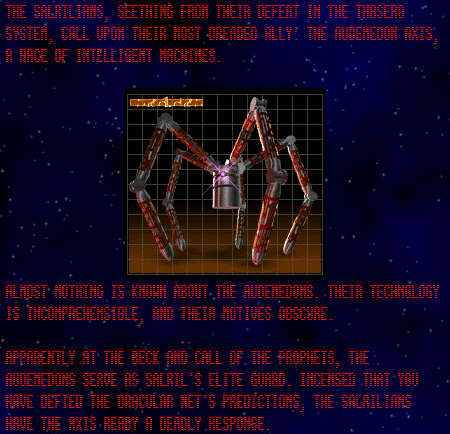 THE SALRILIANS, SEETHING FROM THEIR DEFEAT IN THE
SYSTEM, CALL UPON THEIR MOST DREADED ALLY: THE AUDEMEDON AXIS,
A RACE OF INTELLIGENT MACHINES.
ALMOST NOTHING IS KNOWN ABOUT THE AUDEMEDONS. THEIR TECHNOLOGY
IS INCOMPREHENSIBLE, AND THEIR MOTIVES OBSCURE.
APPARENTLY AT THE BECK AND CALL OF THE PROPHETS, THE
AUDEMEDONS SERVE AS SALRIL'S ELITE GUARD. INCENSED THAT YOU
HAVE DEFIED THE ORACULAR NET'S PREDICTIONS, THE SALRILIANS
HAVE THE AXIS READY A DEADLY RESPONSE.